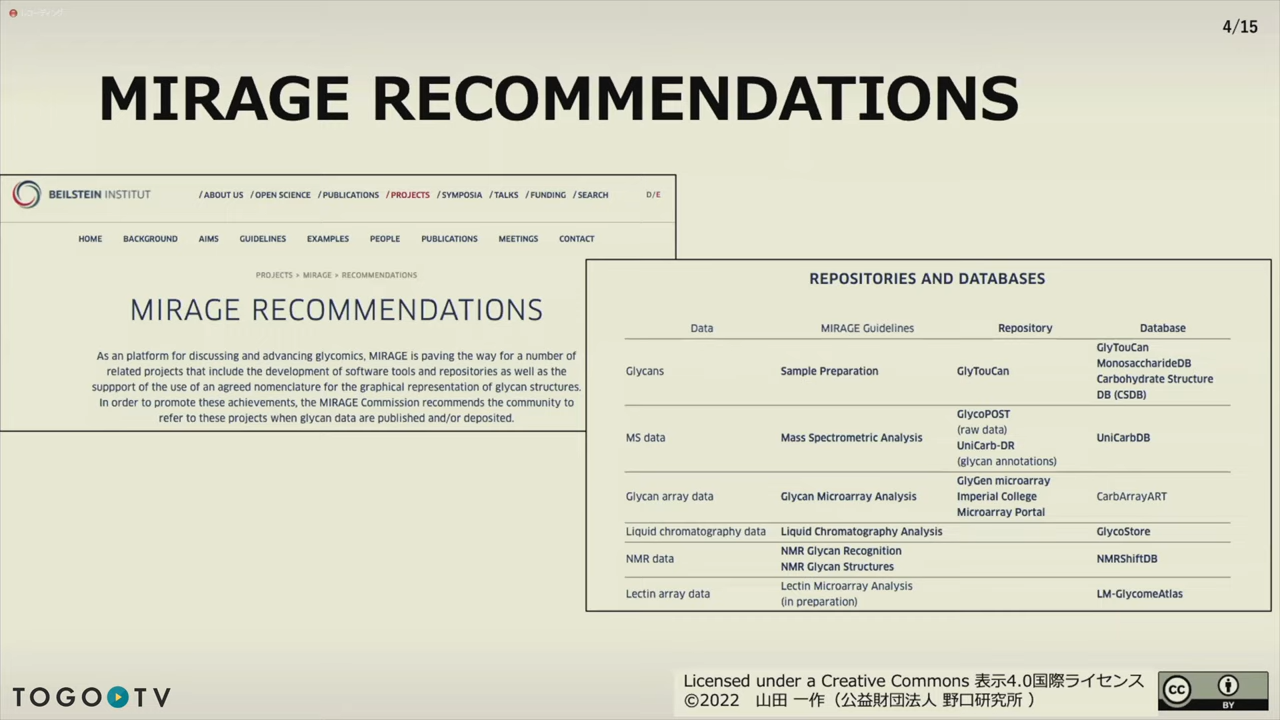 4/15
MIRAGE RECOMMENDATIONS
BEILSTEIN INSTITUT
/ ABOUT US / OPEN SCIENCE / PUBLICATIONS / PROJECTS / SYMPOSIA / TALKS / FUNDING / SEARCH D/E
HOME BACKGROUND AIMS GUIDELINES EXAMPLES PEOPLE PUBLICATIONS MEETINGS CONTACT
PROJECTS > MIRAGE > RECOMMENDATIONS
MIRAGE RECOMMENDATIONS
As an platform for discussing and advancing glycomics, MIRAGE is paving the way for a number of
related projects that include the development of software tools and repositories as well as the
suppport of the use of an agreed nomenclature for the graphical representation of glycan structures.
In order to promote these achievements, the MIRAGE Commission recommends the community to
refer to these projects when glycan data are published and/or deposited.
REPOSITORIES AND DATABASES
Data MIRAGE Guidelines Repository Database
Glycans Sample Preparation GlyTouCan GlyTouCan
MonosaccharideDB
Carbohydrate Structure
DB (CSDB)
MS data Mass Spectrometric Analysis GlycoPOST
(raw data)
UniCarb-DR
(glycan annotations)
UniCarbDB
Glycan array data Glycan Microarray Analysis GlyGen microarray
Imperial College
Microarray Portal
CarbArrayART
Liquid chromatography data Liquid Chromatography Analysis GlycoStore
NMR data NMR Glycan Recognition
NMR Glycan Structures
NMRShiftDB
Lectin array data Lectin Microarray Analysis
(in preparation)
LM-GlycomeAtlas
TOGO TV
Licensed under a Creative Commons 表示4.0国際ライセンス
©2022 山田 一作（公益財団法人 野口研究所 ）
cc BY